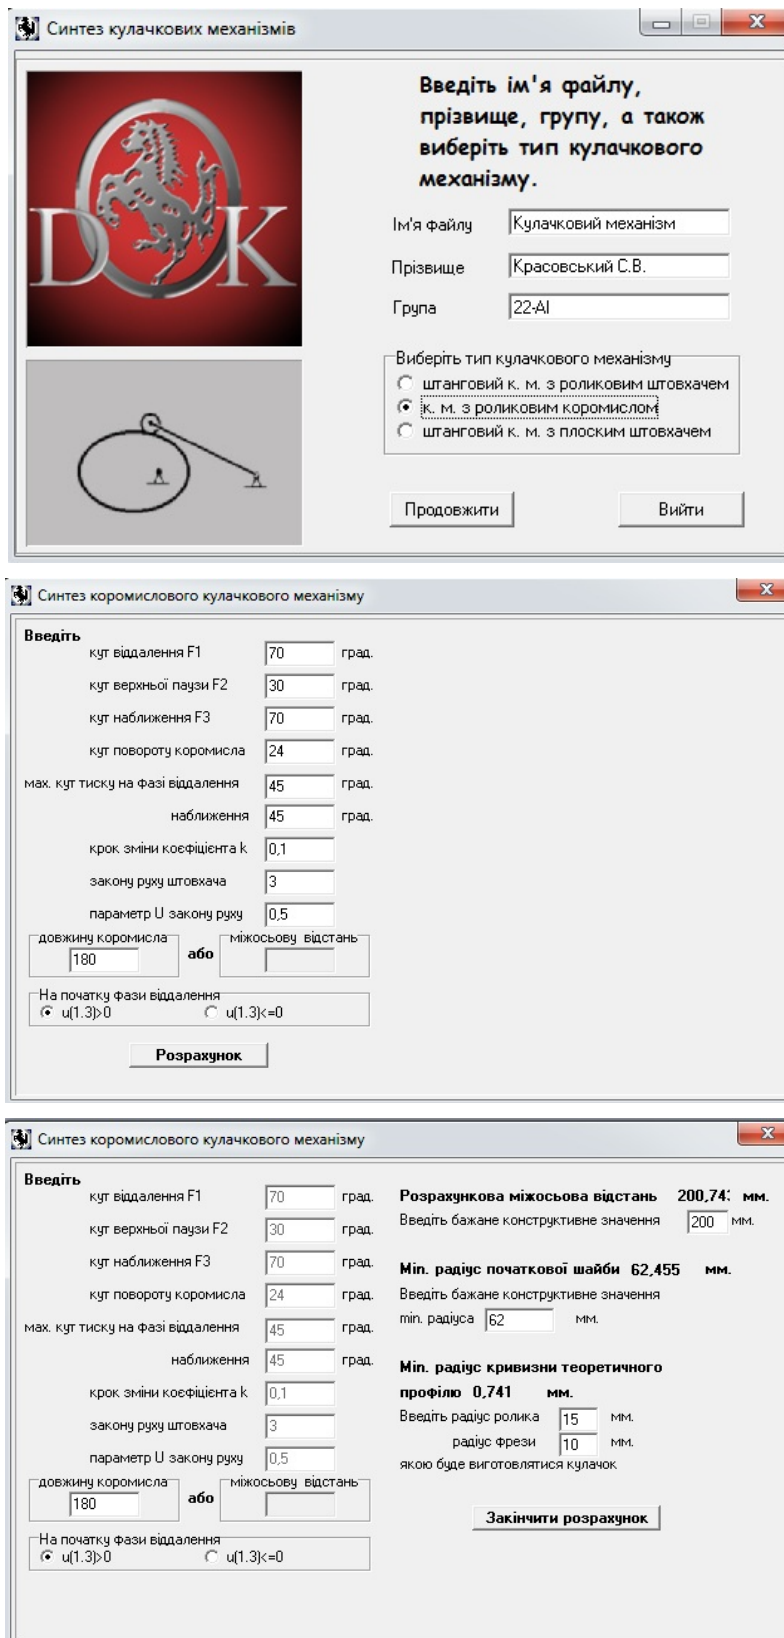 Синтез кулачкових механізмів
DOK
Введіть ім'я файлу,
прізвище, групу, а також
виберіть тип кулачкового
механізму.
Ім'я файлу Кулачковий механізм
Прізвище Красовський С.В.
Група 22-АІ
Виберіть тип кулачкового механізму
штанговий к. м. з роликовим штовхачем
к. м. з роликовим коромислом
штанговий к. м. з плоским штовхачем
Продовжити Вийти
Синтез коромислового кулачкового механізму
Введіть
кут віддалення F1 70 град.
кут верхньої паузи F2 30 град.
кут наближення F3 70 град.
кут повороту коромисла 24 град.
мах. кут тиску на фазі віддалення 45 град.
наближення 45 град.
крок зміни коефіцієнта k 0,1
закону руху штовхача 3
параметр U закону руху 0,5
довжину коромисла або міжосьову відстань
180
На початку фази віддалення
u(1.3)>0 u(1.3)<=0
Розрахунок
Синтез коромислового кулачкового механізму
Введіть
кут віддалення F1 70 град.
кут верхньої паузи F2 30 град.
кут наближення F3 70 град.
кут повороту коромисла 24 град.
мах. кут тиску на фазі віддалення 45 град.
наближення 45 град.
крок зміни коефіцієнта k 0,1
закону руху штовхача 3
параметр U закону руху 0,5
довжину коромисла або міжосьову відстань
180
На початку фази віддалення
u(1.3)>0 u(1.3)<=0
Розрахункова міжосьова відстань 200,74 мм.
Введіть бажане конструктивне значення 200 мм.
Min. радіус початкової шайби 62,455 мм.
Введіть бажане конструктивне значення
min. радіуса 62 мм.
Min. радіус кривизни теоретичного
профілю 0,741 мм.
Введіть радіус ролика 15 мм.
радіус фрези 10 мм.
якою буде виготовлятися кулачок
Закінчити розрахунок